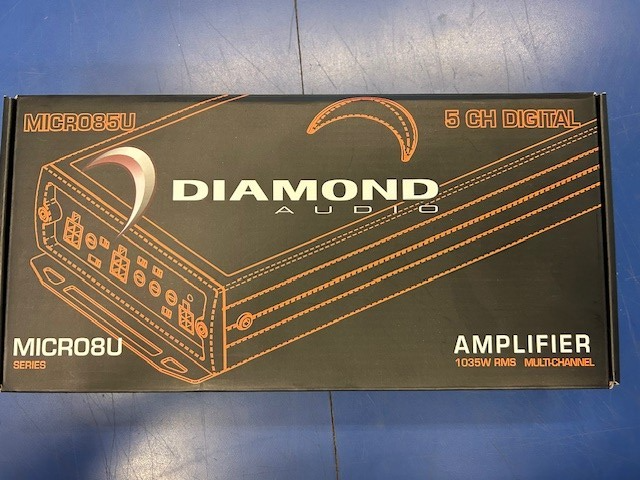 MICRO85U
5 CH DIGITAL
DIAMOND
AUDIO
MICRO8U
SERIES
AMPLIFIER
1035W RMS MULTI-CHANNEL